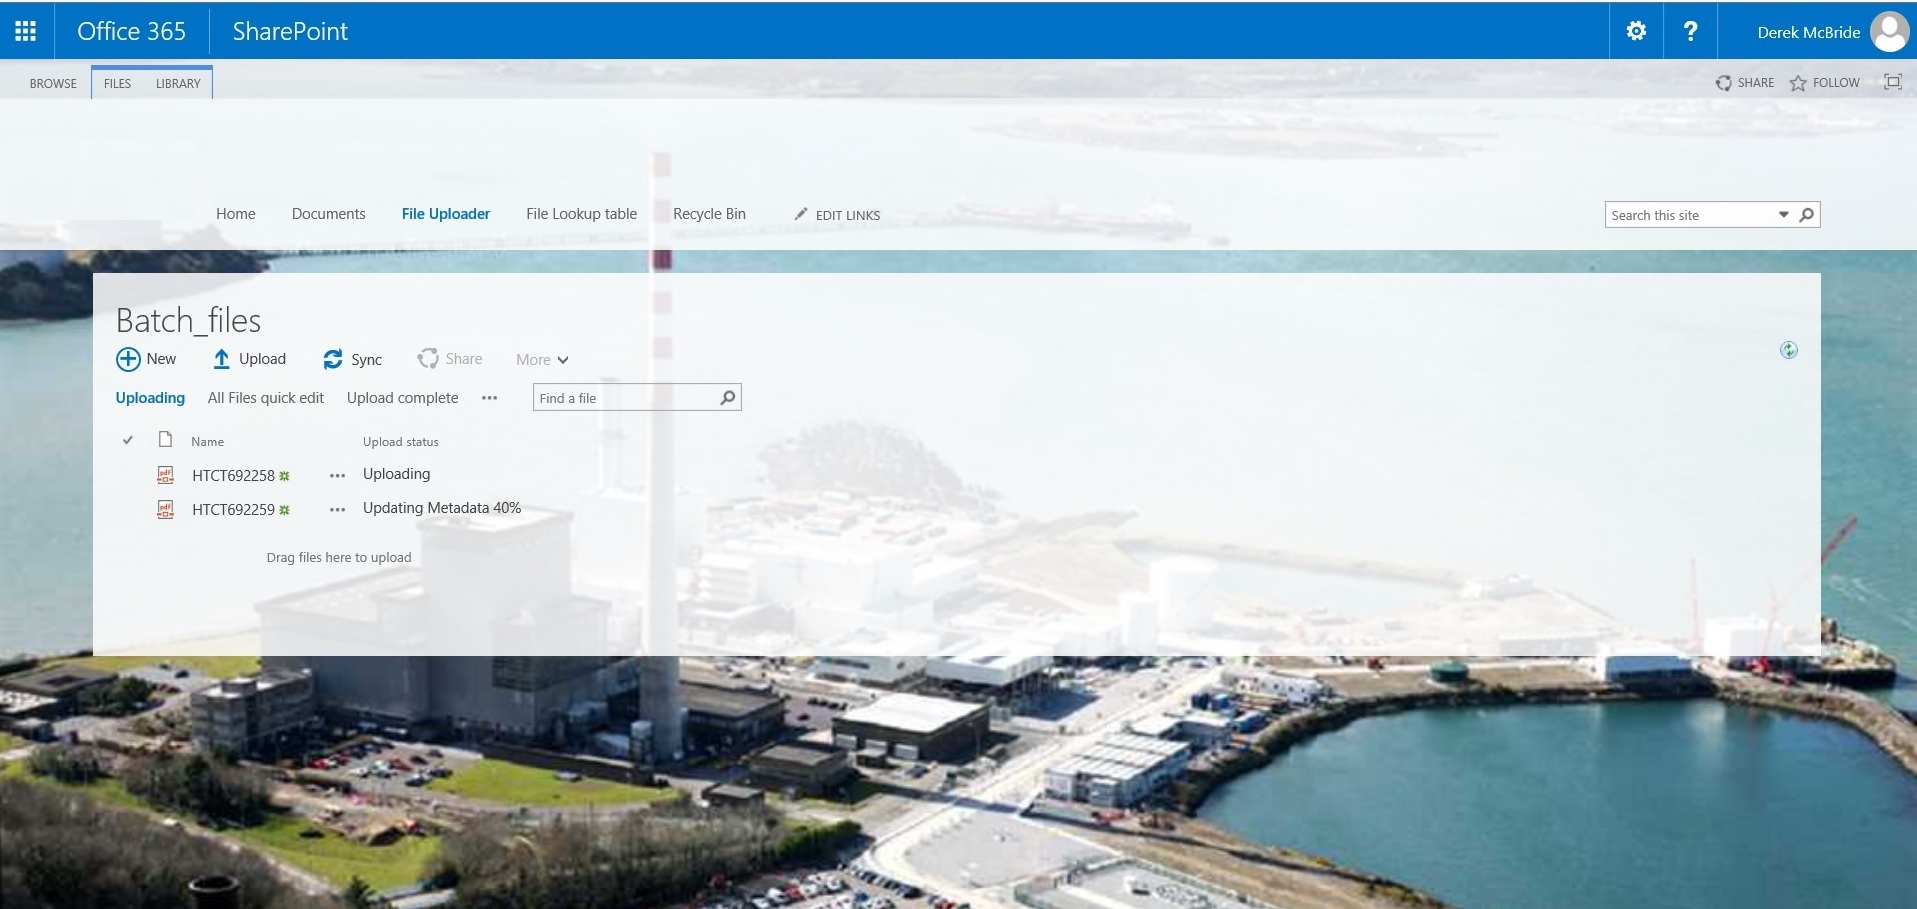 Office 365 SharePoint ? Derek McBride
BROWSE FILES LIBRARY SHARE FOLLOW
Home Documents File Uploader File Lookup table Recycle Bin EDIT LINKS Search this site
Batch_files
New Upload Sync Share More
Uploading All Files quick edit Upload complete ••• Find a file
Name Upload status
pdf HTCT692258 ••• Uploading
pdf HTCT692259 ••• Updating Metadata 40%
Drag files here to upload